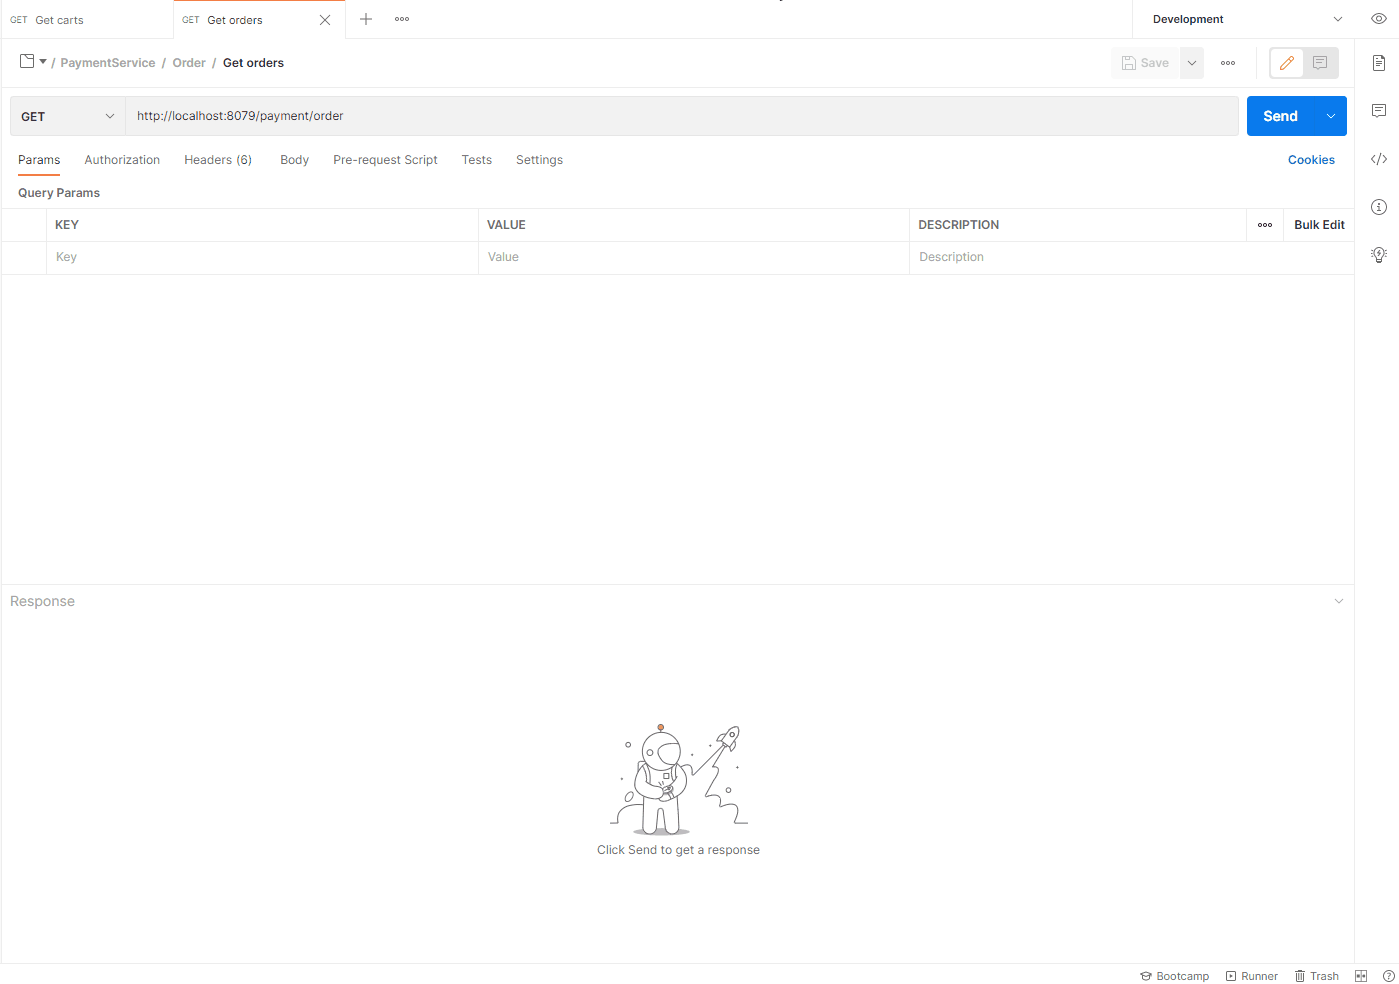 GET Get carts GET Get orders Development
/ PaymentService / Order / Get orders Save
GET http://localhost:8079/payment/order Send
Params Authorization Headers (6) Body Pre-request Script Tests Settings Cookies
Query Params
KEY VALUE DESCRIPTION Bulk Edit
Key Value Description
Response
Click Send to get a response
Bootcamp Runner Trash